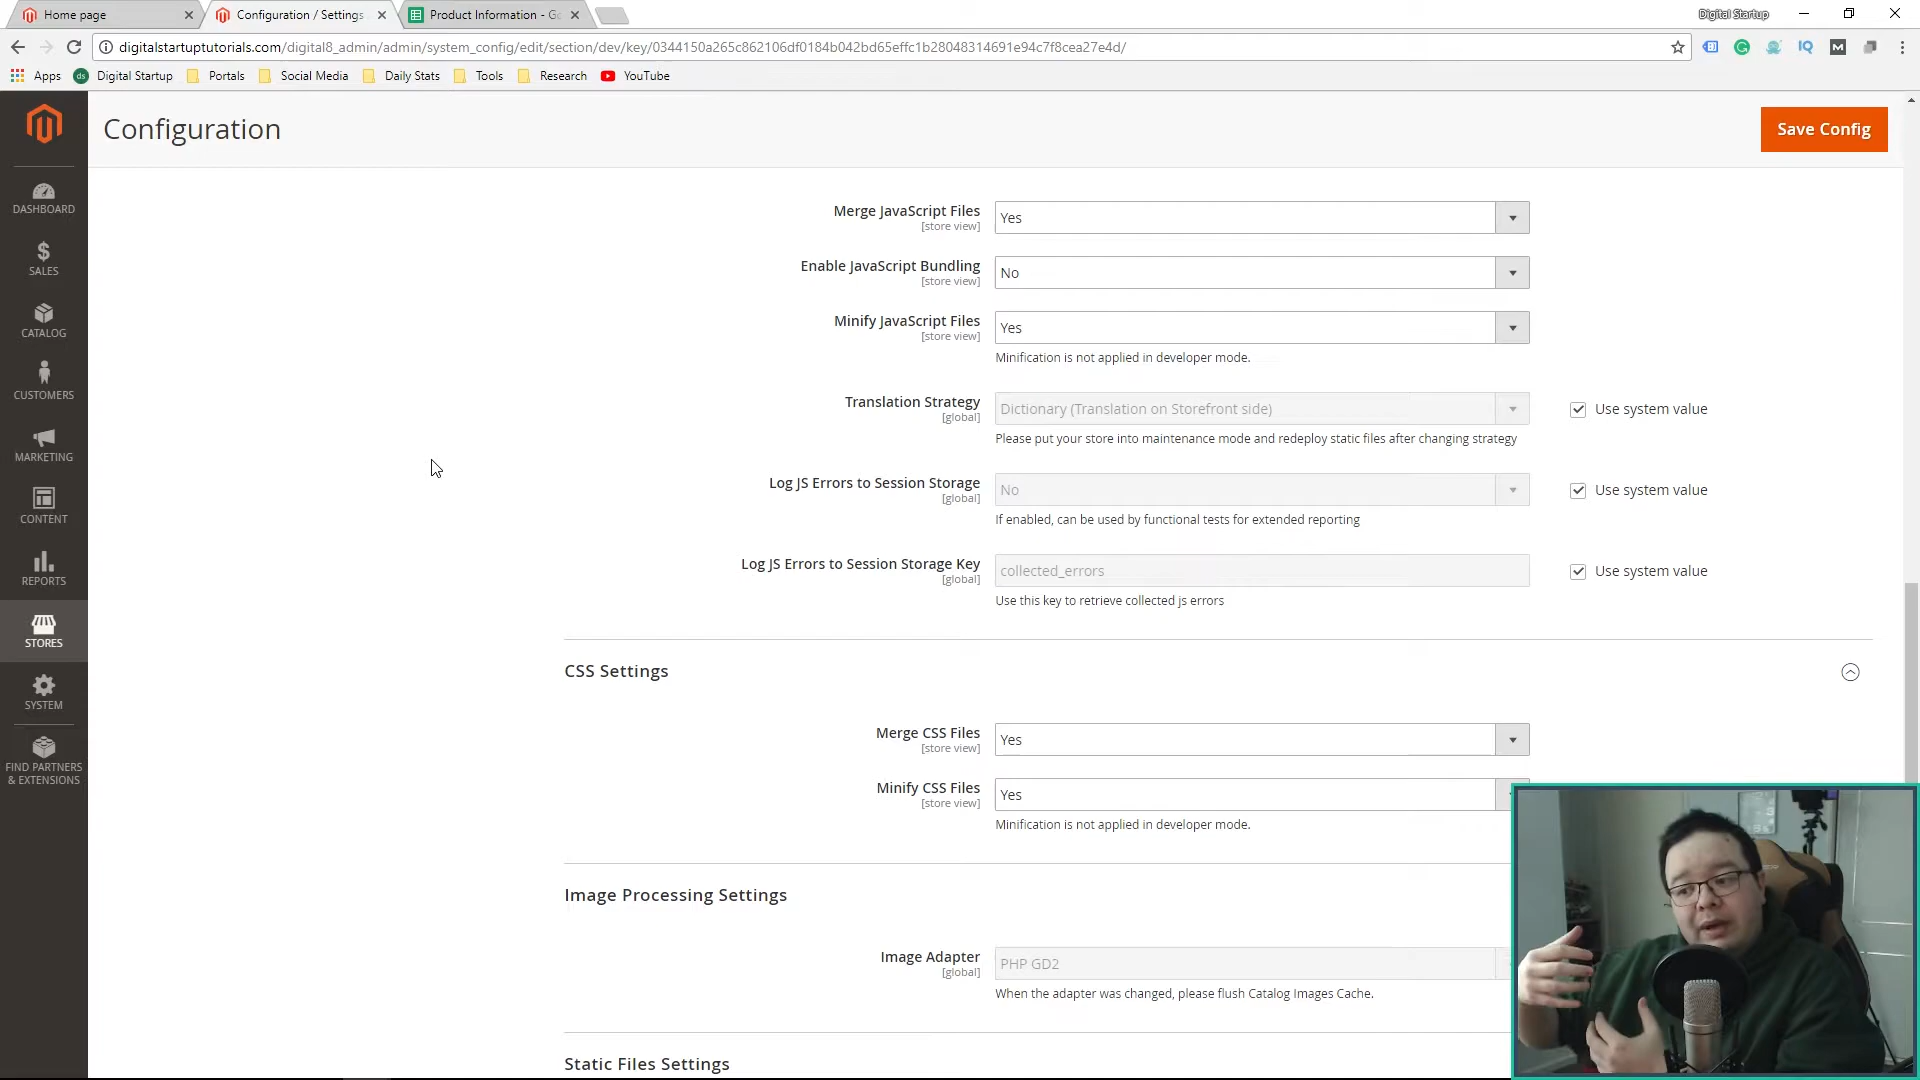 Home page
Configuration / Settings
Product Information - Go
Digital Startup
digitalstartuptutorials.com/digital8_admin/admin/system_config/edit/section/dev/key/0344150a265c862106df0184b042bd65effc1b28048314691e94c7f8cea27e4d/
Apps
ds
Digital Startup
Portals
Social Media
Daily Stats
Tools
Research
YouTube
Configuration
Save Config
DASHBOARD
SALES
CATALOG
CUSTOMERS
MARKETING
CONTENT
REPORTS
STORES
SYSTEM
FIND PARTNERS
& EXTENSIONS
Merge JavaScript Files
[store view]
Yes
Enable JavaScript Bundling
[store view]
No
Minify JavaScript Files
[store view]
Yes
Minification is not applied in developer mode.
Translation Strategy
[global]
Dictionary (Translation on Storefront side)
Use system value
Please put your store into maintenance mode and redeploy static files after changing strategy
Log JS Errors to Session Storage
[global]
No
Use system value
If enabled, can be used by functional tests for extended reporting
Log JS Errors to Session Storage Key
[global]
collected_errors
Use system value
Use this key to retrieve collected js errors
CSS Settings
Merge CSS Files
[store view]
Yes
Minify CSS Files
[store view]
Yes
Minification is not applied in developer mode.
Image Processing Settings
Image Adapter
[global]
PHP GD2
When the adapter was changed, please flush Catalog Images Cache.
Static Files Settings